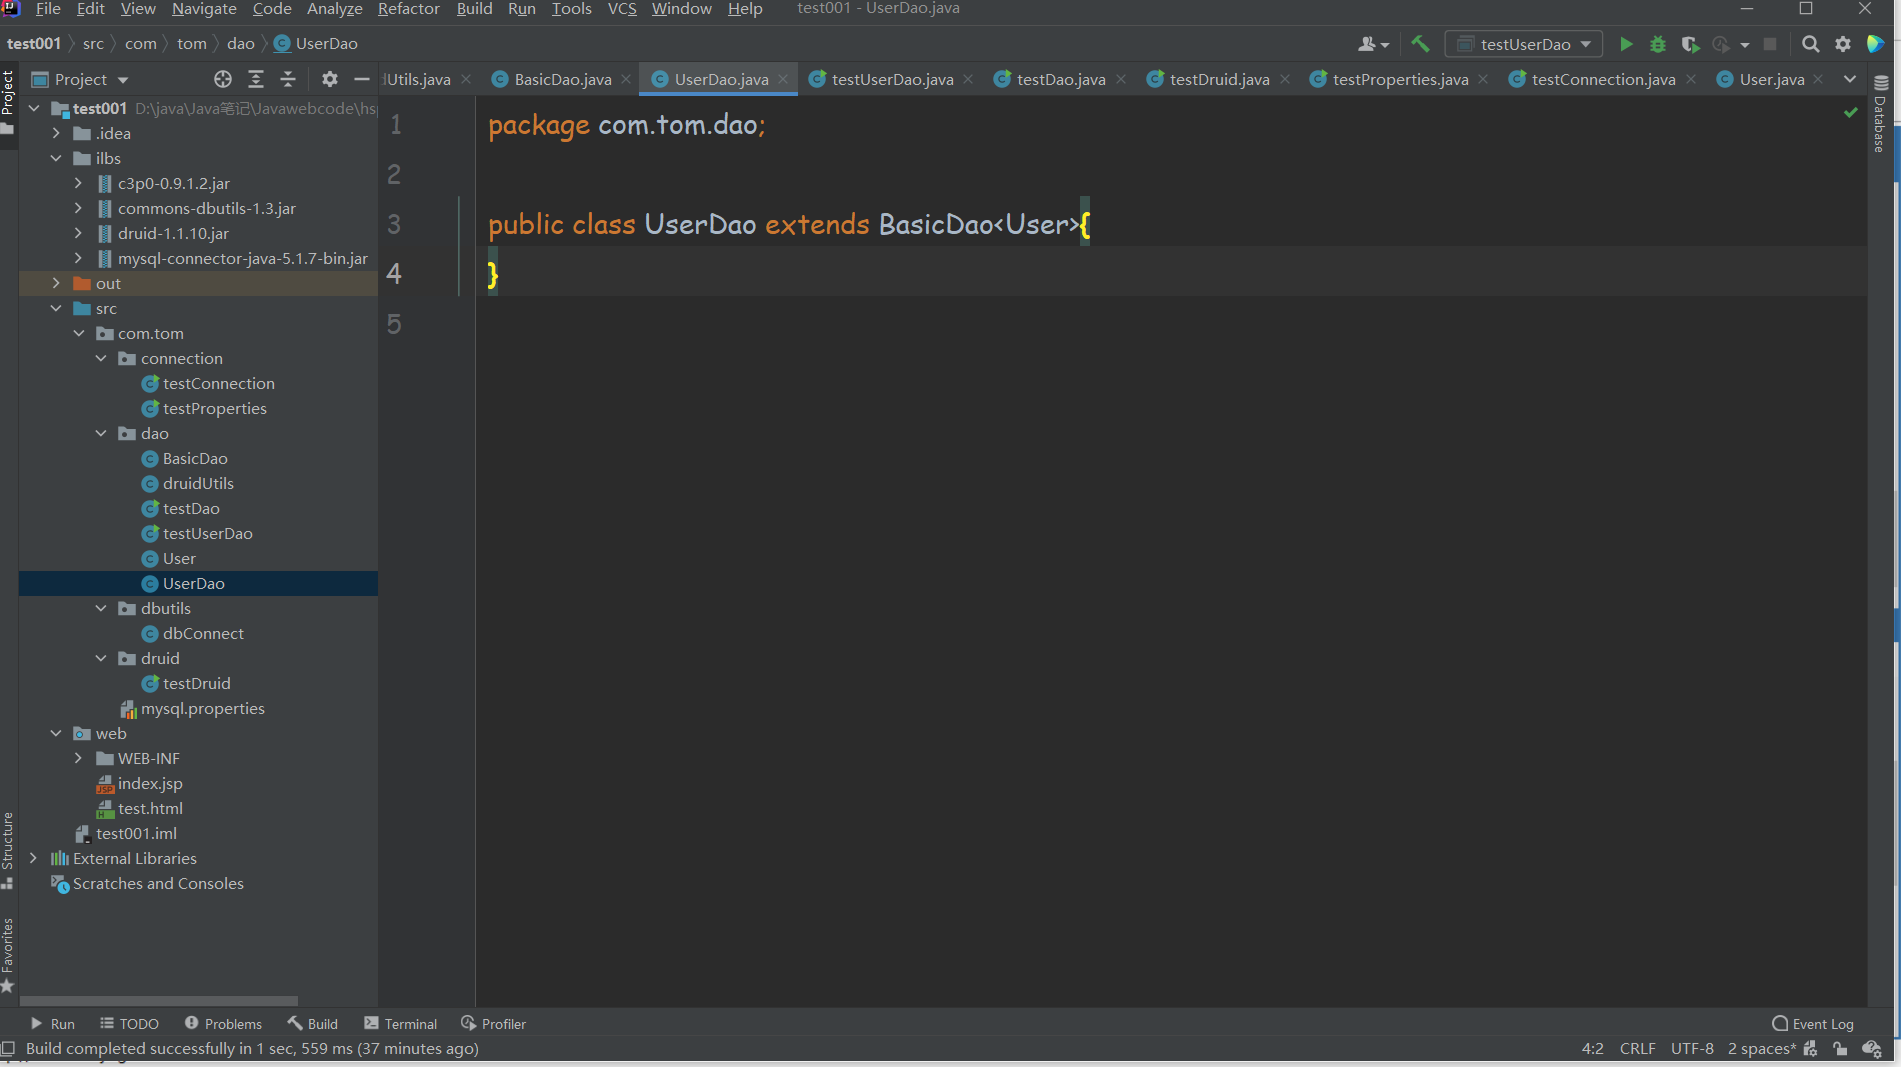 File Edit View Navigate Code Analyze Refactor Build Run Tools VCS Window Help test001 - UserDao.java
test001 src com tom dao UserDao testUserDao
Project
dUtils.java BasicDao.java UserDao.java testUserDao.java testDao.java testDruid.java testProperties.java testConnection.java User.java
Project
Database
test001 D:\java\Java笔记\Javawebcode\hsp
.idea
ilbs
c3p0-0.9.1.2.jar
commons-dbutils-1.3.jar
druid-1.1.10.jar
mysql-connector-java-5.1.7-bin.jar
out
src
com.tom
connection
testConnection
testProperties
dao
BasicDao
druidUtils
testDao
testUserDao
User
UserDao
dbutils
dbConnect
druid
testDruid
mysql.properties
web
WEB-INF
index.jsp
test.html
test001.iml
External Libraries
Scratches and Consoles
Structure
Favorites
1 package com.tom.dao;
2
3 public class UserDao extends BasicDao<User>{
4 }
5
Run TODO Problems Build Terminal Profiler Event Log
Build completed successfully in 1 sec, 559 ms (37 minutes ago) 4:2 CRLF UTF-8 2 spaces*